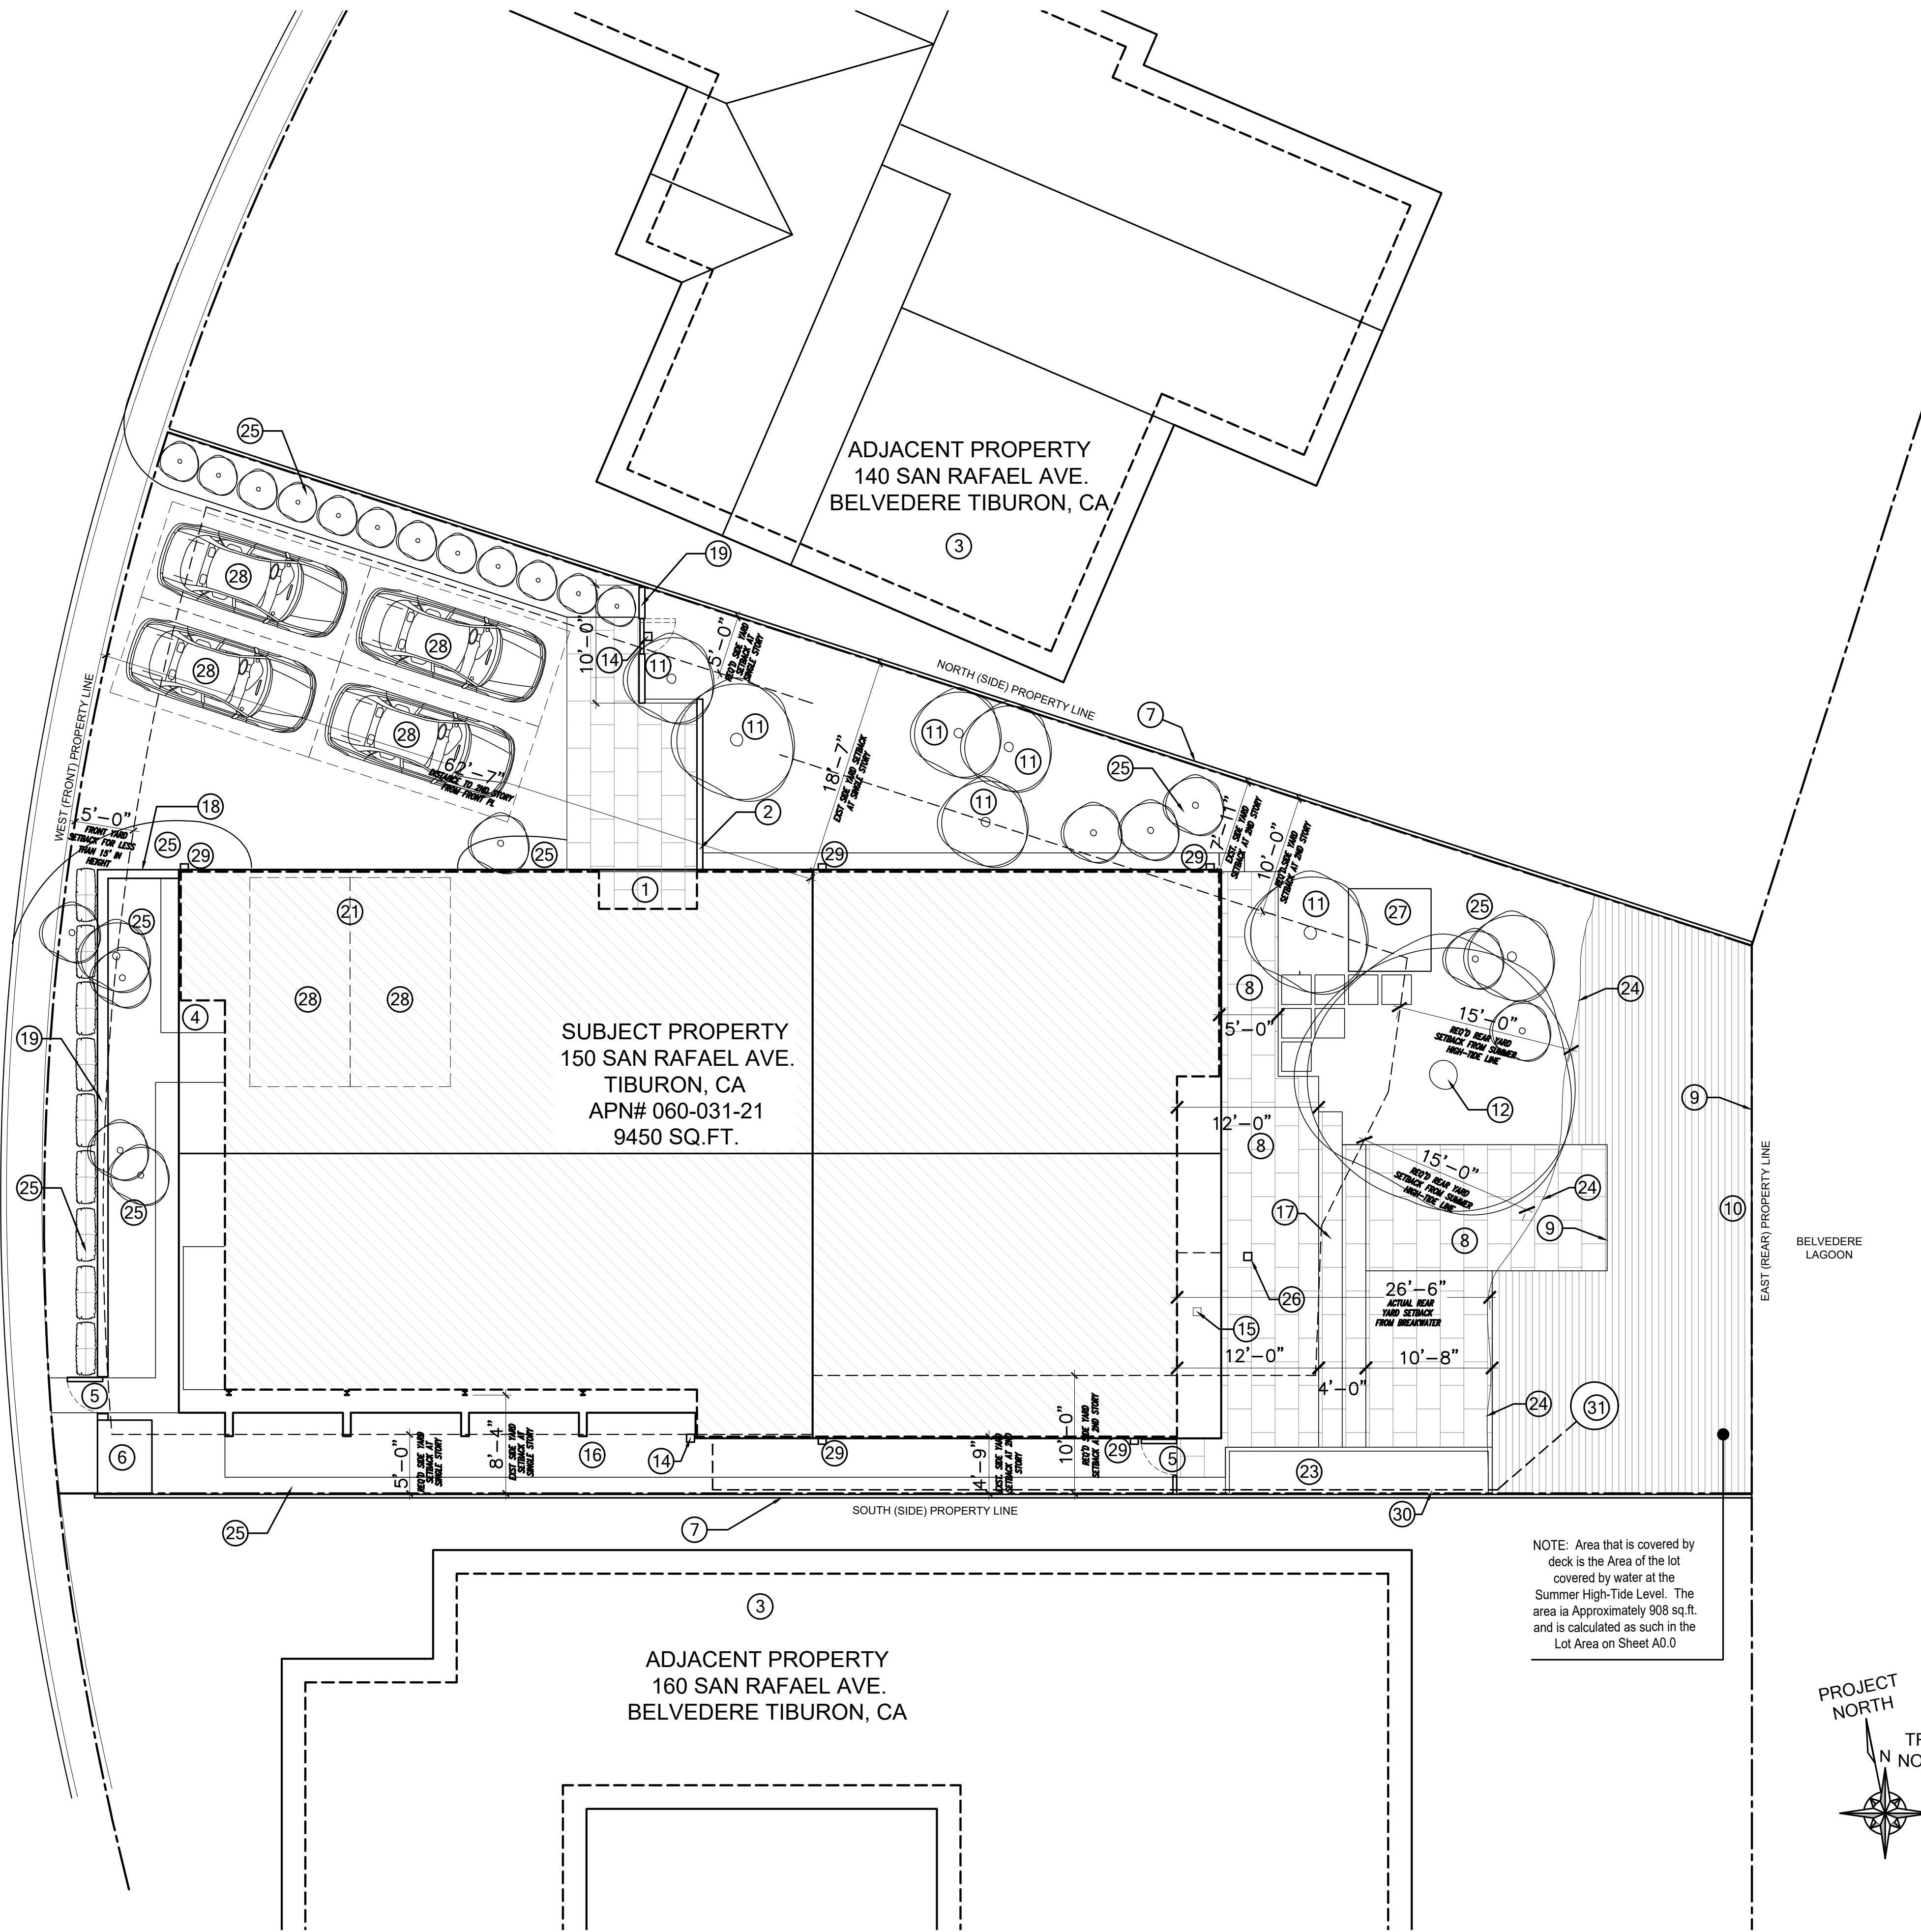 ADJACENT PROPERTY
140 SAN RAFAEL AVE.
BELVEDERE TIBURON, CA
3
25
19
28
28
28
28
14
11
10'-0"
5'-0"
REQ'D SIDE YARD
SETBACK AT
SINGLE STORY
NORTH (SIDE) PROPERTY LINE
7
11
11
11
11
25
18'-7"
EXIST SIDE YARD SETBACK
AT SINGLE STORY
62'-7"
DISTANCE TO 2ND STORY
FROM FRONT PL
2
WEST (FRONT) PROPERTY LINE
5'-0"
FRONT YARD
SETBACK FOR LESS
THAN 15' IN
HEIGHT
18
25
29
25
29
29
7'-11"
EXIST. SIDE YARD
SETBACK AT 2ND STORY
10'-0"
REQ'D.SIDE YARD
SETBACK AT 2ND STORY
1
21
25
11
27
25
28
28
4
8
24
19
SUBJECT PROPERTY
150 SAN RAFAEL AVE.
TIBURON, CA
APN# 060-031-21
9450 SQ.FT.
5'-0"
15'-0"
REQ'D REAR YARD
SETBACK FROM SUMMER
HIGH-TIDE LINE
12
9
12'-0"
8
15'-0"
REQ'D REAR YARD
SETBACK FROM SUMMER
HIGH-TIDE LINE
24
25
25
17
8
9
10
EAST (REAR) PROPERTY LINE
BELVEDERE
LAGOON
26
26'-6"
ACTUAL REAR
YARD SETBACK
FROM BREAKWATER
15
12'-0"
10'-8"
4'-0"
5
24
31
6
5'-0"
REQ'D SIDE YARD
SETBACK AT
SINGLE STORY
8'-4"
EXIST SIDE YARD
SETBACK AT
SINGLE STORY
16
14
29
4'-9"
EXIST. SIDE YARD
SETBACK AT 2ND
STORY
10'-0"
REQ'D SIDE YARD
SETBACK AT 2ND STORY
29
5
23
25
7
SOUTH (SIDE) PROPERTY LINE
30
NOTE: Area that is covered by
deck is the Area of the lot
covered by water at the
Summer High-Tide Level. The
area ia Approximately 908 sq.ft.
and is calculated as such in the
Lot Area on Sheet A0.0
3
ADJACENT PROPERTY
160 SAN RAFAEL AVE.
BELVEDERE TIBURON, CA
PROJECT
NORTH
N